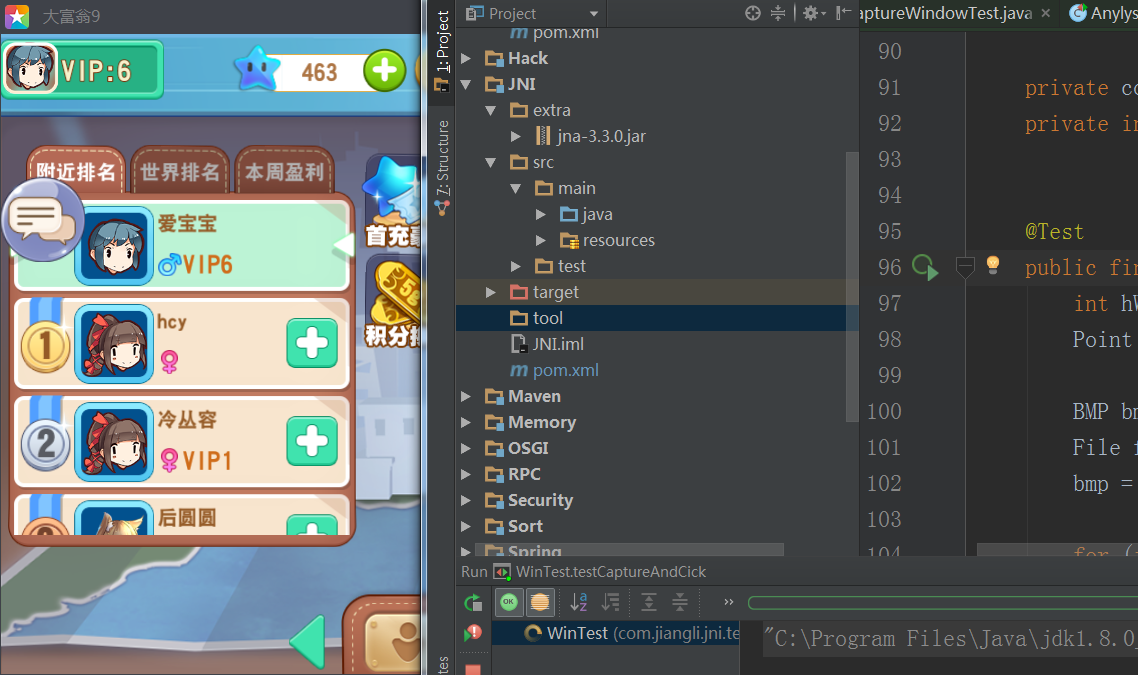 大富翁9
VIP:6
463
附近排名
世界排名
本周盈利
爱宝宝
VIP6
首充
1
hcy
积分
2
冷丛容
VIP1
后圆圆
1: Project
7: Structure
Project
pom.xml
Hack
JNI
extra
jna-3.3.0.jar
src
main
java
resources
test
target
tool
JNI.iml
pom.xml
Maven
Memory
OSGI
RPC
Security
Sort
Spring
aptureWindowTest.java
Anylys
90
91 private co
92 private in
93
94
95 @Test
96 public fin
97 int hW
98 Point
99
100 BMP bm
101 File f
102 bmp =
103
104 for (i
Run WinTest.testCaptureAndCick
OK
WinTest (com.jiangli.jni.te
"C:\Program Files\Java\jdk1.8.0_